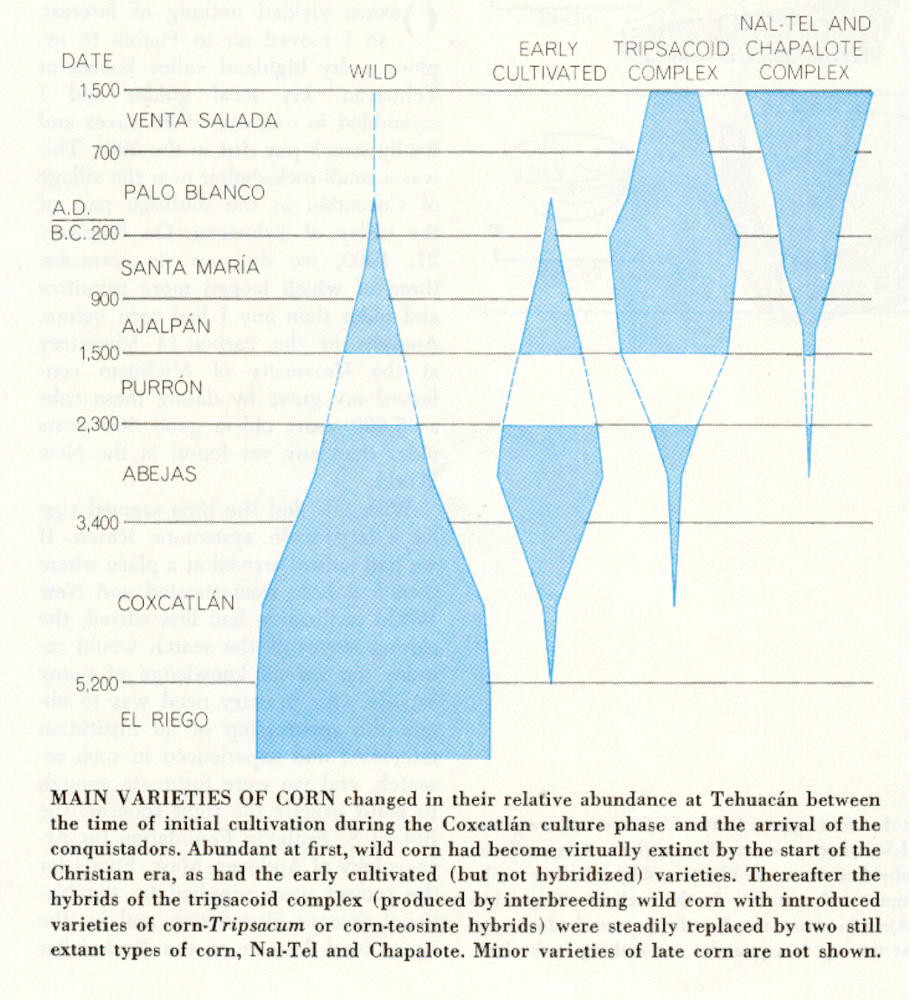 NAL-TEL AND
EARLY TRIPSACOID CHAPALOTE
DATE WILD CULTIVATED COMPLEX COMPLEX
1,500
VENTA SALADA
700
PALO BLANCO
A.D.
B.C. 200
SANTA MARÍA
900
AJALPÁN
1,500
PURRÓN
2,300
ABEJAS
3,400
COXCATLÁN
5,200
EL RIEGO
MAIN VARIETIES OF CORN changed in their relative abundance at Tehuacán between
the time of initial cultivation during the Coxcatlán culture phase and the arrival of the
conquistadors. Abundant at first, wild corn had become virtually extinct by the start of the
Christian era, as had the early cultivated (but not hybridized) varieties. Thereafter the
hybrids of the tripsacoid complex (produced by interbreeding wild corn with introduced
varieties of corn-Tripsacum or corn-teosinte hybrids) were steadily replaced by two still
extant types of corn, Nal-Tel and Chapalote. Minor varieties of late corn are not shown.